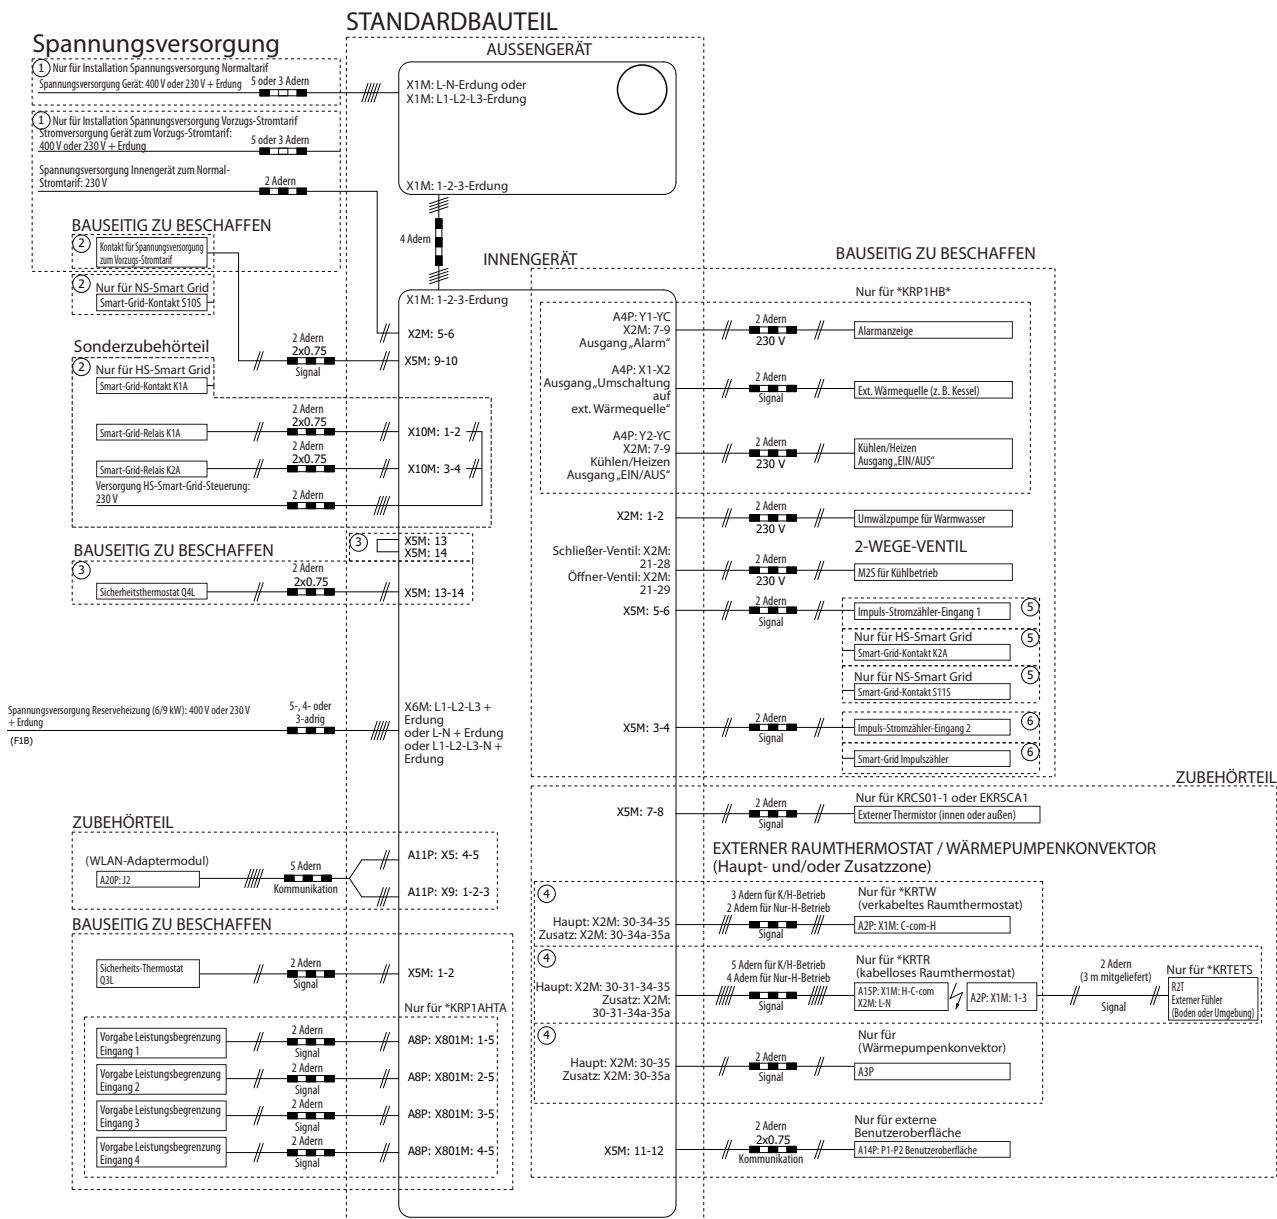 STANDARDBAUTEIL
Spannungsversorgung
1 Nur für Installation Spannungsversorgung Normaltarif
Spannungsversorgung Gerät: 400 V oder 230 V + Erdung
5 oder 3 Adern
1 Nur für Installation Spannungsversorgung Vorzugs-Stromtarif
Stromversorgung Gerät zum Vorzugs-Stromtarif:
400 V oder 230 V + Erdung
5 oder 3 Adern
Spannungsversorgung Innengerät zum Normal-
Stromtarif: 230 V
2 Adern
BAUSEITIG ZU BESCHAFFEN
2
Kontakt für Spannungsversorgung
zum Vorzugs-Stromtarif
2 Nur für NS-Smart Grid
Smart-Grid-Kontakt S10S
2 Adern
2x0.75
Signal
Sonderzubehörteil
2 Nur für HS-Smart Grid
Smart-Grid-Kontakt K1A
Smart-Grid-Relais K1A
2 Adern
2x0.75
Smart-Grid-Relais K2A
2 Adern
2x0.75
Versorgung HS-Smart-Grid-Steuerung:
230 V
2 Adern
BAUSEITIG ZU BESCHAFFEN
3
Sicherheitsthermostat Q4L
2 Adern
2x0.75
Spannungsversorgung Reserveheizung (6/9 kW): 400 V oder 230 V
+ Erdung
(F1B)
5-, 4- oder
3-adrig
ZUBEHÖRTEIL
(WLAN-Adaptermodul)
A20P: J2
5 Adern
Kommunikation
BAUSEITIG ZU BESCHAFFEN
Sicherheits-Thermostat
Q3L
2 Adern
Signal
Nur für *KRP1AHTA
Vorgabe Leistungsbegrenzung
Eingang 1
2 Adern
Signal
Vorgabe Leistungsbegrenzung
Eingang 2
2 Adern
Signal
Vorgabe Leistungsbegrenzung
Eingang 3
2 Adern
Signal
Vorgabe Leistungsbegrenzung
Eingang 4
2 Adern
Signal
AUSSENGERÄT
X1M: L-N-Erdung oder
X1M: L1-L2-L3-Erdung
X1M: 1-2-3-Erdung
4 Adern
INNENGERÄT
X1M: 1-2-3-Erdung
X2M: 5-6
X5M: 9-10
X10M: 1-2
X10M: 3-4
3
X5M: 13
X5M: 14
X5M: 13-14
X6M: L1-L2-L3 +
Erdung
oder L-N + Erdung
oder L1-L2-L3-N +
Erdung
A11P: X5: 4-5
A11P: X9: 1-2-3
X5M: 1-2
A8P: X801M: 1-5
A8P: X801M: 2-5
A8P: X801M: 3-5
A8P: X801M: 4-5
BAUSEITIG ZU BESCHAFFEN
Nur für *KRP1HB*
A4P: Y1-YC
X2M: 7-9
Ausgang „Alarm“
2 Adern
230 V
Alarmanzeige
A4P: X1-X2
Ausgang „Umschaltung
auf
ext. Wärmequelle“
2 Adern
Signal
Ext. Wärmequelle (z. B. Kessel)
A4P: Y2-YC
X2M: 7-9
Kühlen/Heizen
Ausgang „EIN/AUS“
2 Adern
230 V
Kühlen/Heizen
Ausgang „EIN/AUS“
X2M: 1-2
2 Adern
230 V
Umwälzpumpe für Warmwasser
2-WEGE-VENTIL
Schließer-Ventil: X2M:
21-28
Öffner-Ventil: X2M:
21-29
2 Adern
230 V
M2S für Kühlbetrieb
X5M: 5-6
2 Adern
Signal
Impuls-Stromzähler-Eingang 1
5
Nur für HS-Smart Grid
5
Smart-Grid-Kontakt K2A
Nur für NS-Smart Grid
5
Smart-Grid-Kontakt S11S
X5M: 3-4
2 Adern
Signal
Impuls-Stromzähler-Eingang 2
6
Smart-Grid Impulszähler
6
ZUBEHÖRTEIL
X5M: 7-8
2 Adern
Signal
Nur für KRCS01-1 oder EKRSCA1
Externer Thermistor (innen oder außen)
EXTERNER RAUMTHERMOSTAT / WÄRMEPUMPENKONVEKTOR
(Haupt- und/oder Zusatzzone)
4
Haupt: X2M: 30-34-35
Zusatz: X2M: 30-34a-35a
3 Adern für K/H-Betrieb
2 Adern für Nur-H-Betrieb
Signal
Nur für *KRTW
(verkabeltes Raumthermostat)
A2P: X1M: C-com-H
4
Haupt: X2M: 30-31-34-35
Zusatz: X2M:
30-31-34a-35a
5 Adern für K/H-Betrieb
4 Adern für Nur-H-Betrieb
Signal
Nur für *KRTR
(kabelloses Raumthermostat)
A15P: X1M: H-C-com
X2M: L-N
A2P: X1M: 1-3
2 Adern
(3 m mitgeliefert)
Signal
Nur für *KRTETS
R2T
Externer Fühler
(Boden oder Umgebung)
4
Haupt: X2M: 30-35
Zusatz: X2M: 30-35a
2 Adern
Signal
Nur für
(Wärmepumpenkonvektor)
A3P
X5M: 11-12
2 Adern
2x0.75
Kommunikation
Nur für externe
Benutzeroberfläche
A14P: P1-P2 Benutzeroberfläche